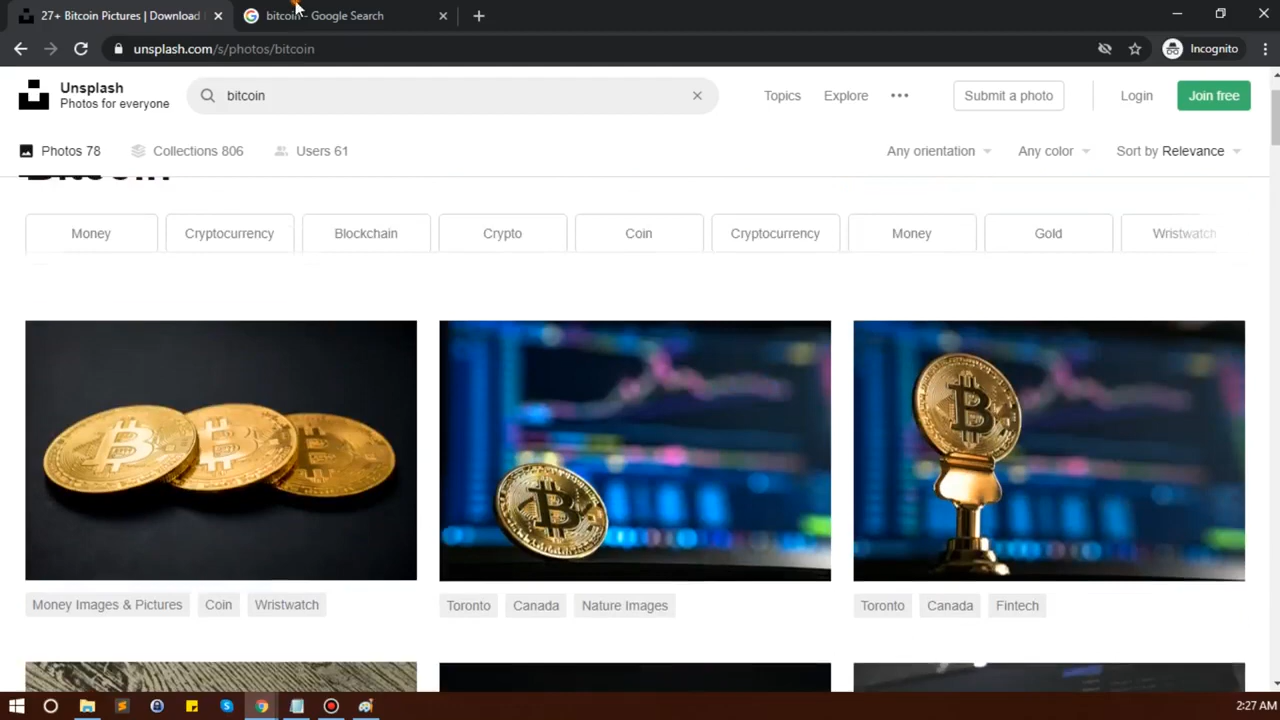 27+ Bitcoin Pictures | Download
bitcoin - Google Search
unsplash.com/s/photos/bitcoin
Incognito
Unsplash
Photos for everyone
bitcoin
Topics
Explore
Submit a photo
Login
Join free
Photos 78
Collections 806
Users 61
Any orientation
Any color
Sort by Relevance
Bitcoin
Money
Cryptocurrency
Blockchain
Crypto
Coin
Cryptocurrency
Money
Gold
Wristwatch
Money Images & Pictures
Coin
Wristwatch
Toronto
Canada
Nature Images
Toronto
Canada
Fintech
2:27 AM